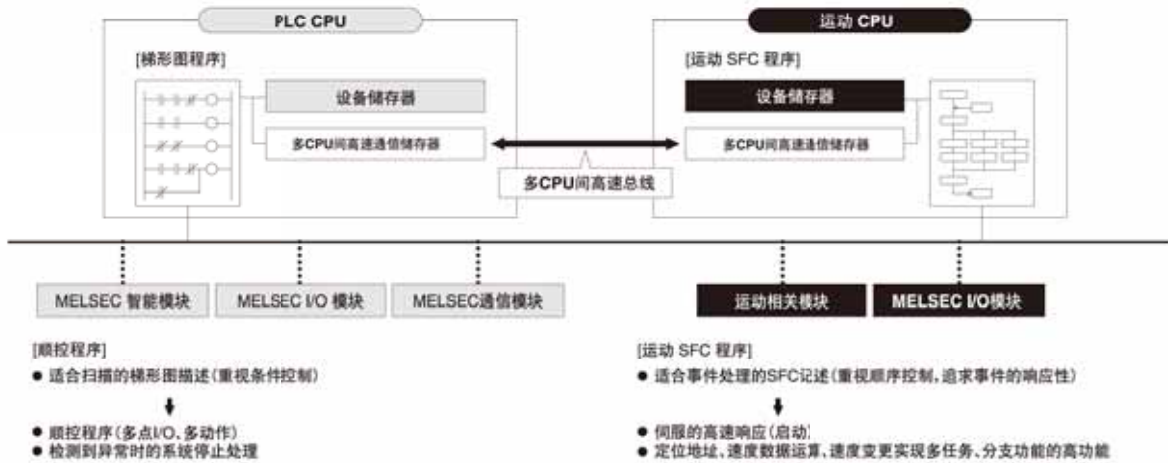 PLC CPU
运动 CPU
[梯形图程序]
[运动 SFC 程序]
设备储存器
设备储存器
多CPU间高速通信储存器
多CPU间高速通信储存器
多CPU间高速总线
MELSEC 智能模块
MELSEC I/O 模块
MELSEC通信模块
运动相关模块
MELSEC I/O模块
[顺控程序]
● 适合扫描的梯形图描述(重视条件控制)
● 顺控程序(多点I/O、多动作)
● 检测到异常时的系统停止处理
[运动 SFC 程序]
● 适合事件处理的SFC记述(重视顺序控制,追求事件的响应性)
● 伺服的高速响应(启动)
● 定位地址、速度数据运算、速度变更实现多任务、分支功能的高功能